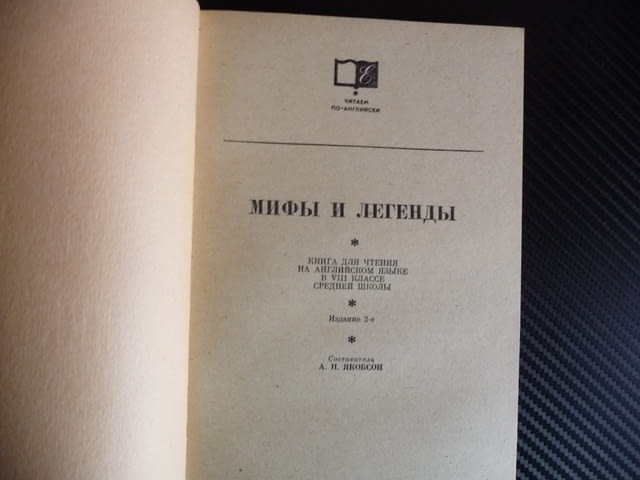 Е
ЧИТАЕМ
ПО-АНГЛИЙСКИ
МИФЫ И ЛЕГЕНДЫ
*
КНИГА ДЛЯ ЧТЕНИЯ
НА АНГЛИЙСКОМ ЯЗЫКЕ
В VIII КЛАССЕ
СРЕДНЕЙ ШКОЛЫ
*
Издание 2-е
*
Составитель
А. П. ЯКОБСОН